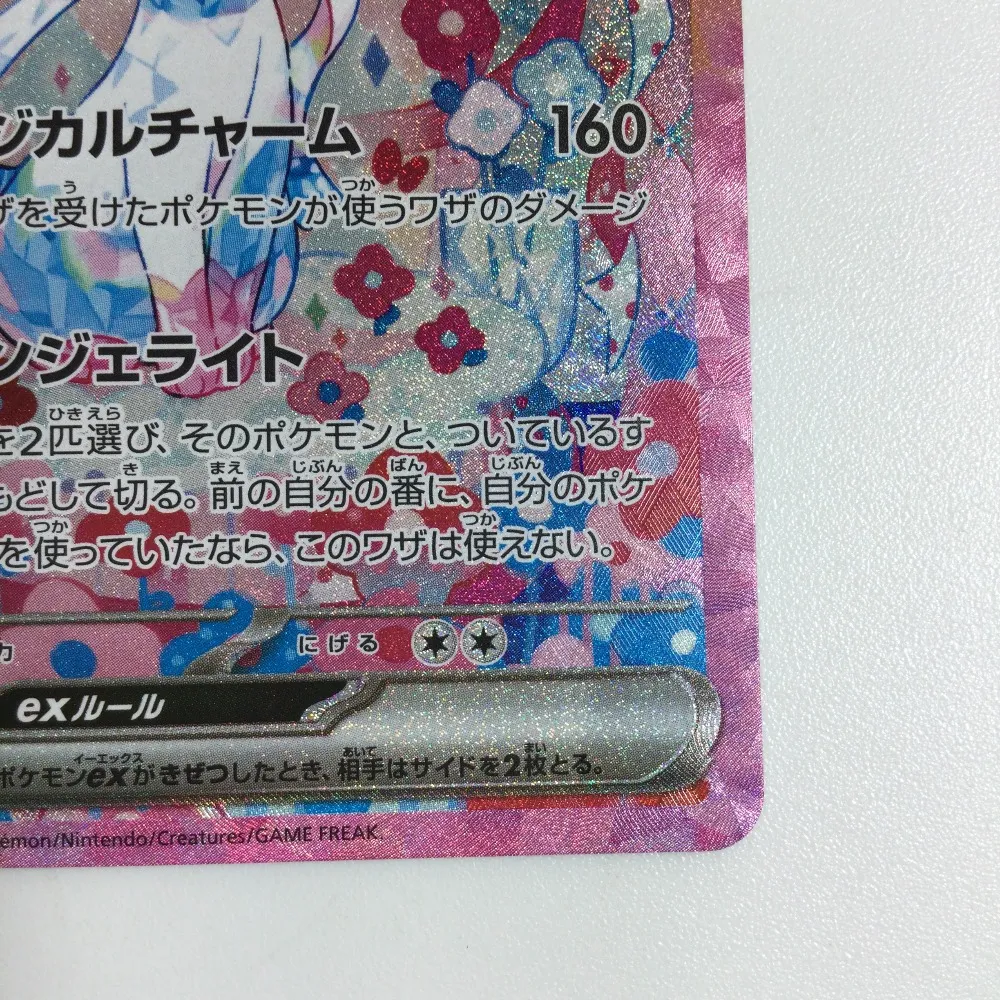 ジカルチャーム 160
ザを受けたポケモンが使うワザのダメージ
ンジェライト
を2匹選び、そのポケモンと、ついているす
もどして切る。前の自分の番に、自分のポケ
を使っていたなら、このワザは使えない。
力 にげる
exルール
ポケモンexがきぜつしたとき、相手はサイドを2枚とる。
émon/Nintendo/Creatures/GAME FREAK.